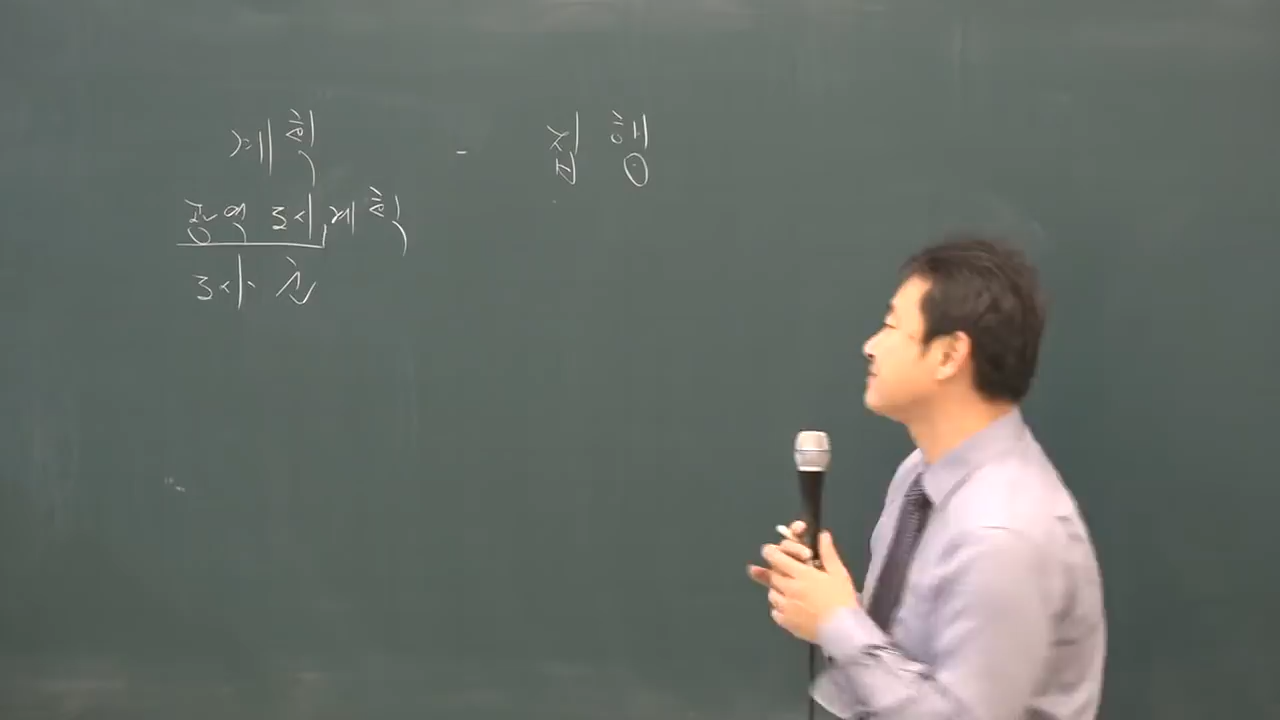 계획 - 집행
광역 도시계획
도시군